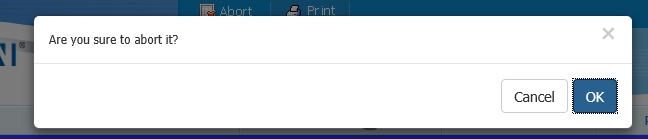 Abort Print
Are you sure to abort it?
×
Cancel OK